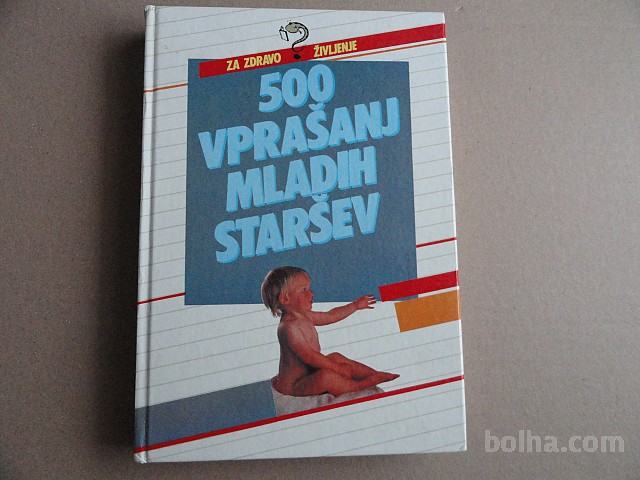 ZA ZDRAVO ŽIVLJENJE
500
VPRAŠANJ
MLADIH
STARŠEV
bolha.com